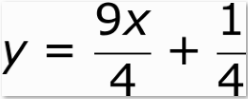 y = 9x/4 + 1/4